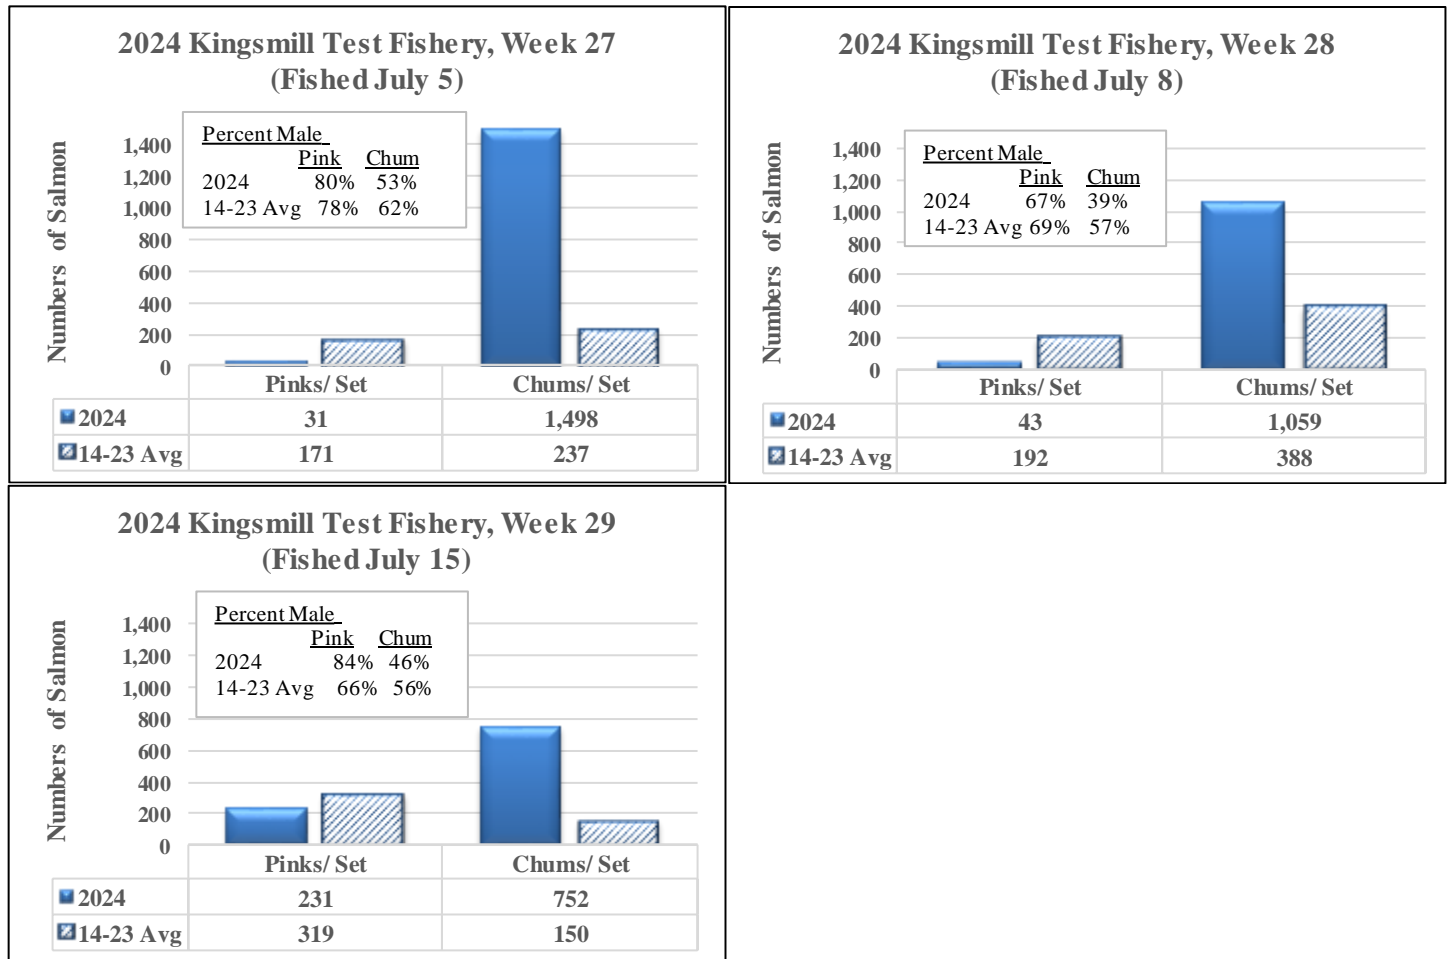 2024 Kingsmill Test Fishery, Week 27
(Fished July 5)
Numbers of Salmon
1,400
1,200
1,000
800
600
400
200
0
Percent Male
Pink Chum
2024 80% 53%
14-23 Avg 78% 62%
Pinks/ Set Chums/ Set
2024 31 1,498
14-23 Avg 171 237
2024 Kingsmill Test Fishery, Week 28
(Fished July 8)
Numbers of Salmon
1,400
1,200
1,000
800
600
400
200
0
Percent Male
Pink Chum
2024 67% 39%
14-23 Avg 69% 57%
Pinks/ Set Chums/ Set
2024 43 1,059
14-23 Avg 192 388
2024 Kingsmill Test Fishery, Week 29
(Fished July 15)
Numbers of Salmon
1,400
1,200
1,000
800
600
400
200
0
Percent Male
Pink Chum
2024 84% 46%
14-23 Avg 66% 56%
Pinks/ Set Chums/ Set
2024 231 752
14-23 Avg 319 150